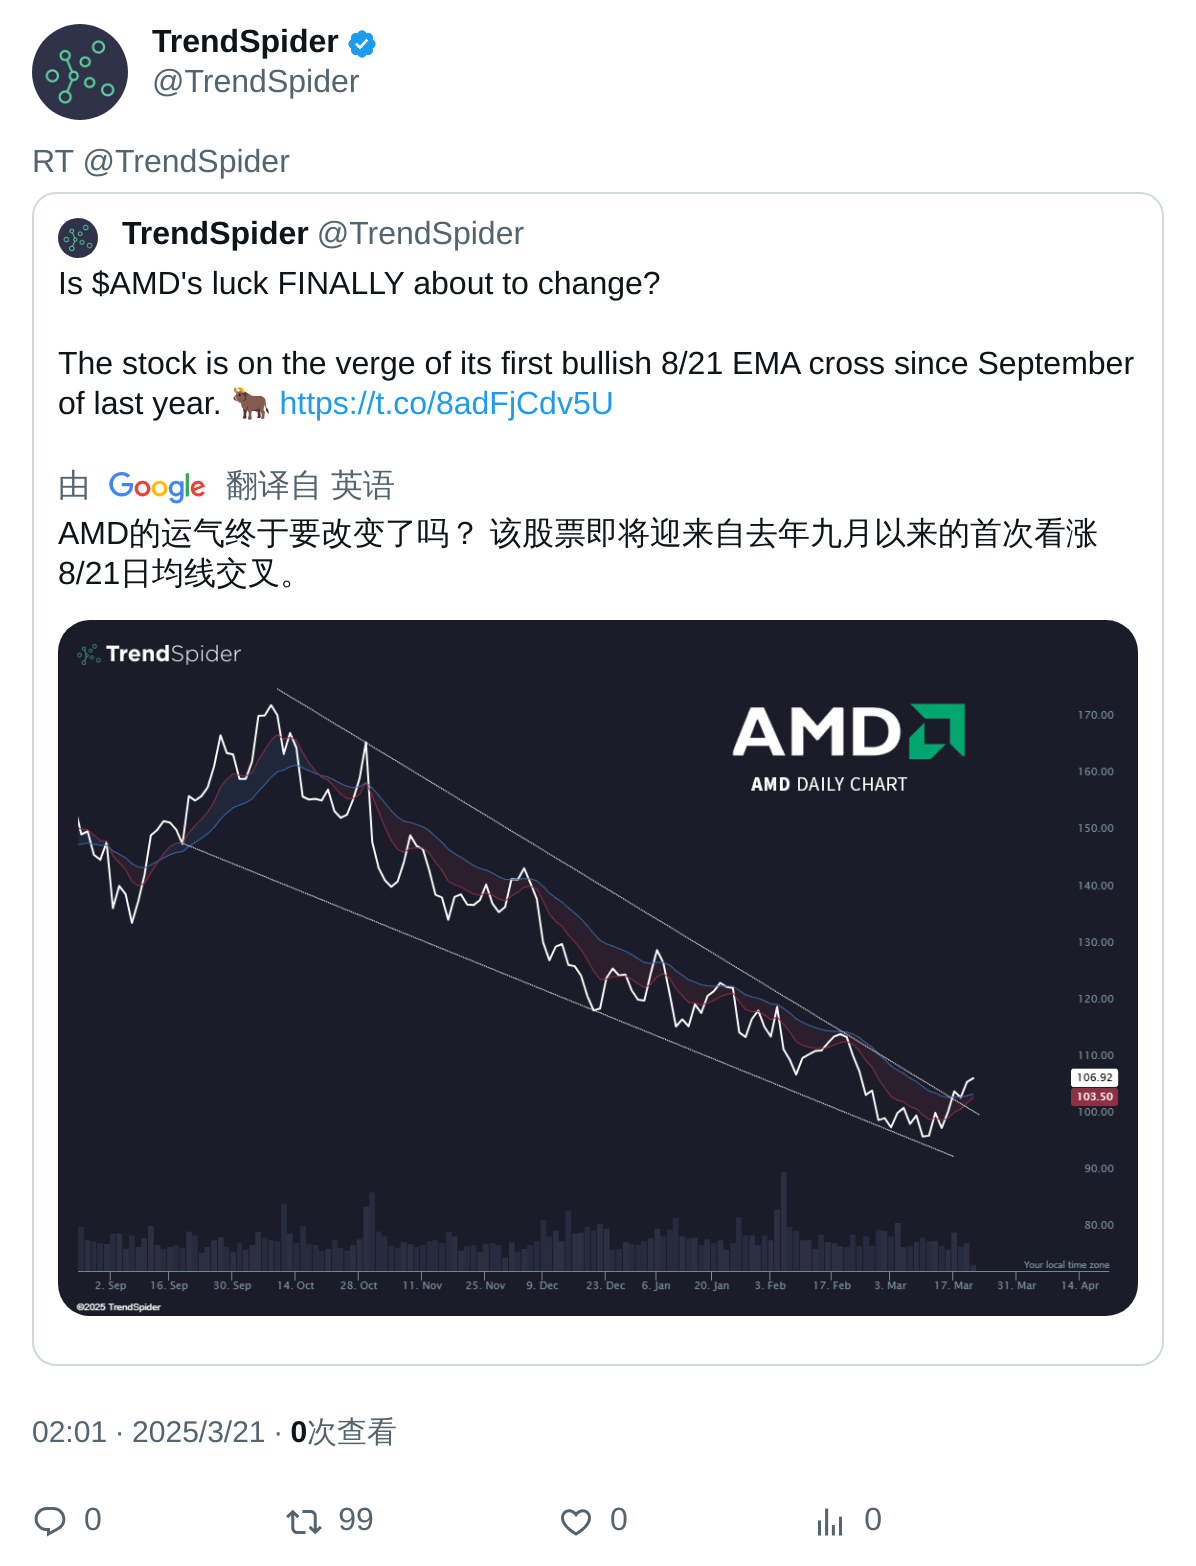 TrendSpider
@TrendSpider
RT @TrendSpider
TrendSpider @TrendSpider
Is $AMD's luck FINALLY about to change?
The stock is on the verge of its first bullish 8/21 EMA cross since September
of last year. 🐂 https://t.co/8adFjCdv5U
由 Google 翻译自 英语
AMD的运气终于要改变了吗？ 该股票即将迎来自去年九月以来的首次看涨
8/21日均线交叉。
TrendSpider
AMD
AMD DAILY CHART
170.00
160.00
150.00
140.00
130.00
120.00
110.00
106.92
103.50
100.00
90.00
80.00
Your local time zone
2. Sep 16. Sep 30. Sep 14. Oct 28. Oct 11. Nov 25. Nov 9. Dec 23. Dec 6. Jan 20. Jan 3. Feb 17. Feb 3. Mar 17. Mar 31. Mar 14. Apr
©2025 TrendSpider
02:01 · 2025/3/21 · 0次查看
0 99 0 0